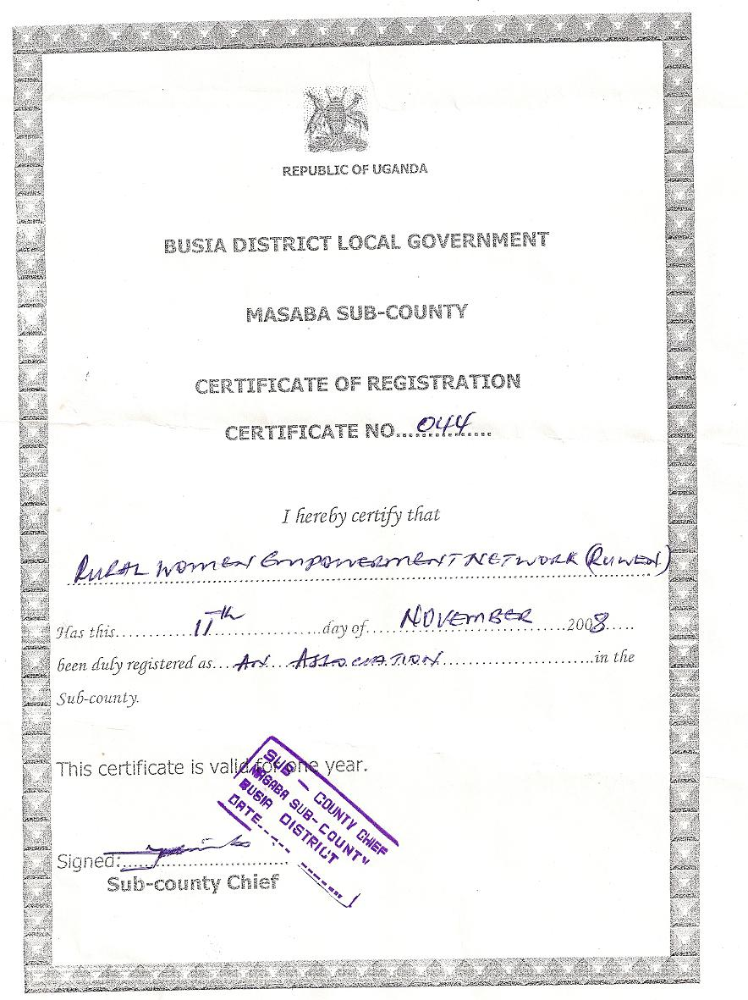 REPUBLIC OF UGANDA
BUSIA DISTRICT LOCAL GOVERNMENT
MASABA SUB-COUNTY
CERTIFICATE OF REGISTRATION
CERTIFICATE NO....044............
I hereby certify that
RURAL WOMEN EMPOWERMENT NETWORK (RUWEN)
Has this..............11th..................day of......NOVEMBER.......2008.....
been duly registered as....AN ASSOCIATION...........................in the
Sub-county.
This certificate is valid for one year.
SUB - COUNTY CHIEF
MASABA SUB-COUNTY
BUSIA DISTRICT
DATE------------
Signed:..............................
Sub-county Chief